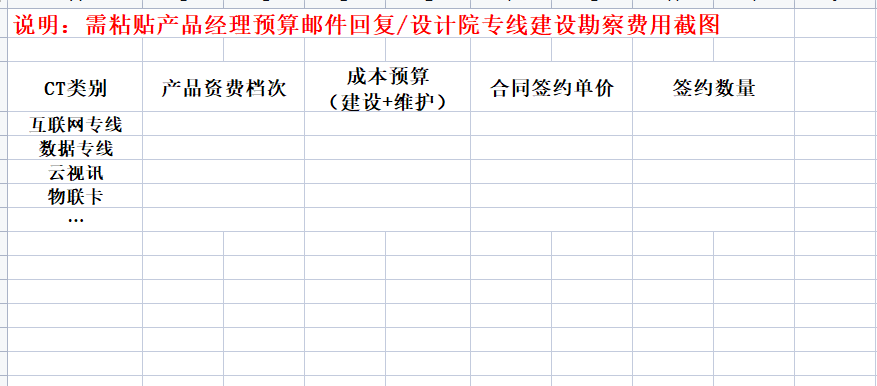 说明：需粘贴产品经理预算邮件回复/设计院专线建设勘察费用截图
CT类别 产品资费档次 成本预算 合同签约单价 签约数量
（建设+维护）
互联网专线
数据专线
云视讯
物联卡
…